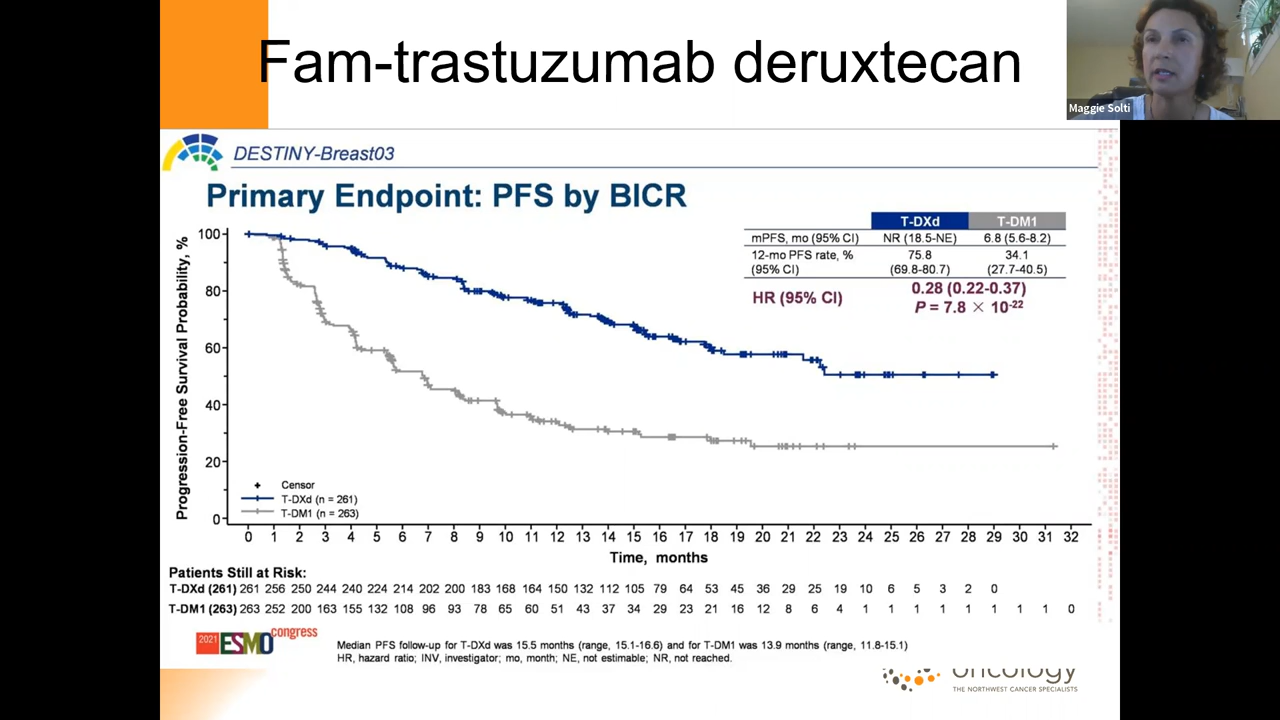 Fam-trastuzumab deruxtecan
Maggie Solti
DESTINY-Breast03
Primary Endpoint: PFS by BICR
T-DXd T-DM1
mPFS, mo (95% CI) NR (18.5-NE) 6.8 (5.6-8.2)
12-mo PFS rate, % 75.8 34.1
(95% CI) (69.8-80.7) (27.7-40.5)
HR (95% CI) 0.28 (0.22-0.37)
P = 7.8 × 10-22
Progression-Free Survival Probability, %
100
80
60
40
20
0
Censor
T-DXd (n = 261)
T-DM1 (n = 263)
0 1 2 3 4 5 6 7 8 9 10 11 12 13 14 15 16 17 18 19 20 21 22 23 24 25 26 27 28 29 30 31 32
Time, months
Patients Still at Risk:
T-DXd (261) 261 256 250 244 240 224 214 202 200 183 168 164 150 132 112 105 79 64 53 45 36 29 25 19 10 6 5 3 2 0
T-DM1 (263) 263 252 200 163 155 132 108 96 93 78 65 60 51 43 37 34 29 23 21 16 12 8 6 4 1 1 1 1 1 1 1 1 0
2021 ESMO congress
Median PFS follow-up for T-DXd was 15.5 months (range, 15.1-16.6) and for T-DM1 was 13.9 months (range, 11.8-15.1)
HR, hazard ratio; INV, investigator; mo, month; NE, not estimable; NR, not reached.
oncology
THE NORTHWEST CANCER SPECIALISTS